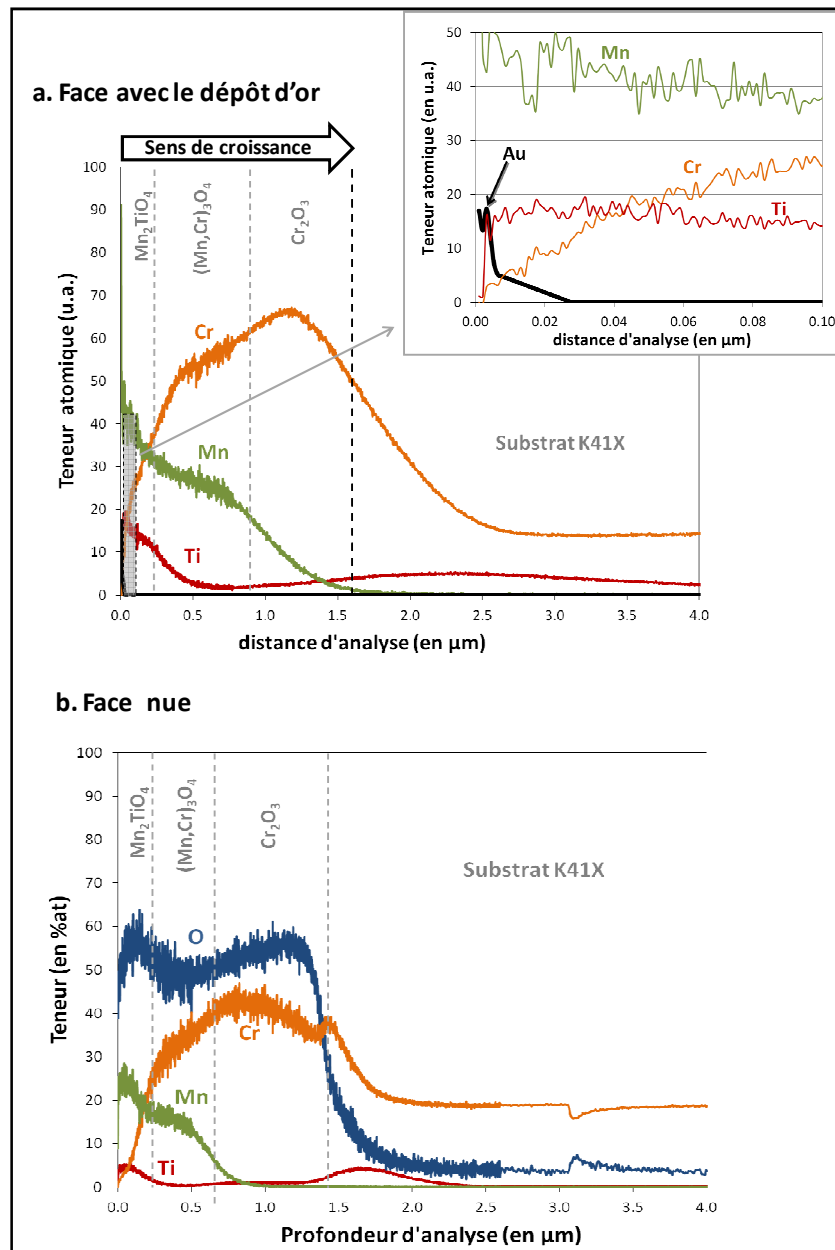 a. Face avec le dépôt d'or
Sens de croissance
Teneur atomique (u.a.)
100
90
80
70
60
50
40
30
20
10
0
Mn2TiO4
(Mn,Cr)3O4
Cr2O3
Cr
Mn
Ti
Substrat K41X
0.0 0.5 1.0 1.5 2.0 2.5 3.0 3.5 4.0
distance d'analyse (en µm)
Teneur atomique (en u.a.)
50
40
30
20
10
0
Mn
Au
Cr
Ti
0.00 0.02 0.04 0.06 0.08 0.10
distance d'analyse (en µm)
b. Face nue
Teneur (en %at)
100
90
80
70
60
50
40
30
20
10
0
Mn2TiO4
(Mn,Cr)3O4
Cr2O3
Substrat K41X
O
Cr
Mn
Ti
0.0 0.5 1.0 1.5 2.0 2.5 3.0 3.5 4.0
Profondeur d'analyse (en µm)